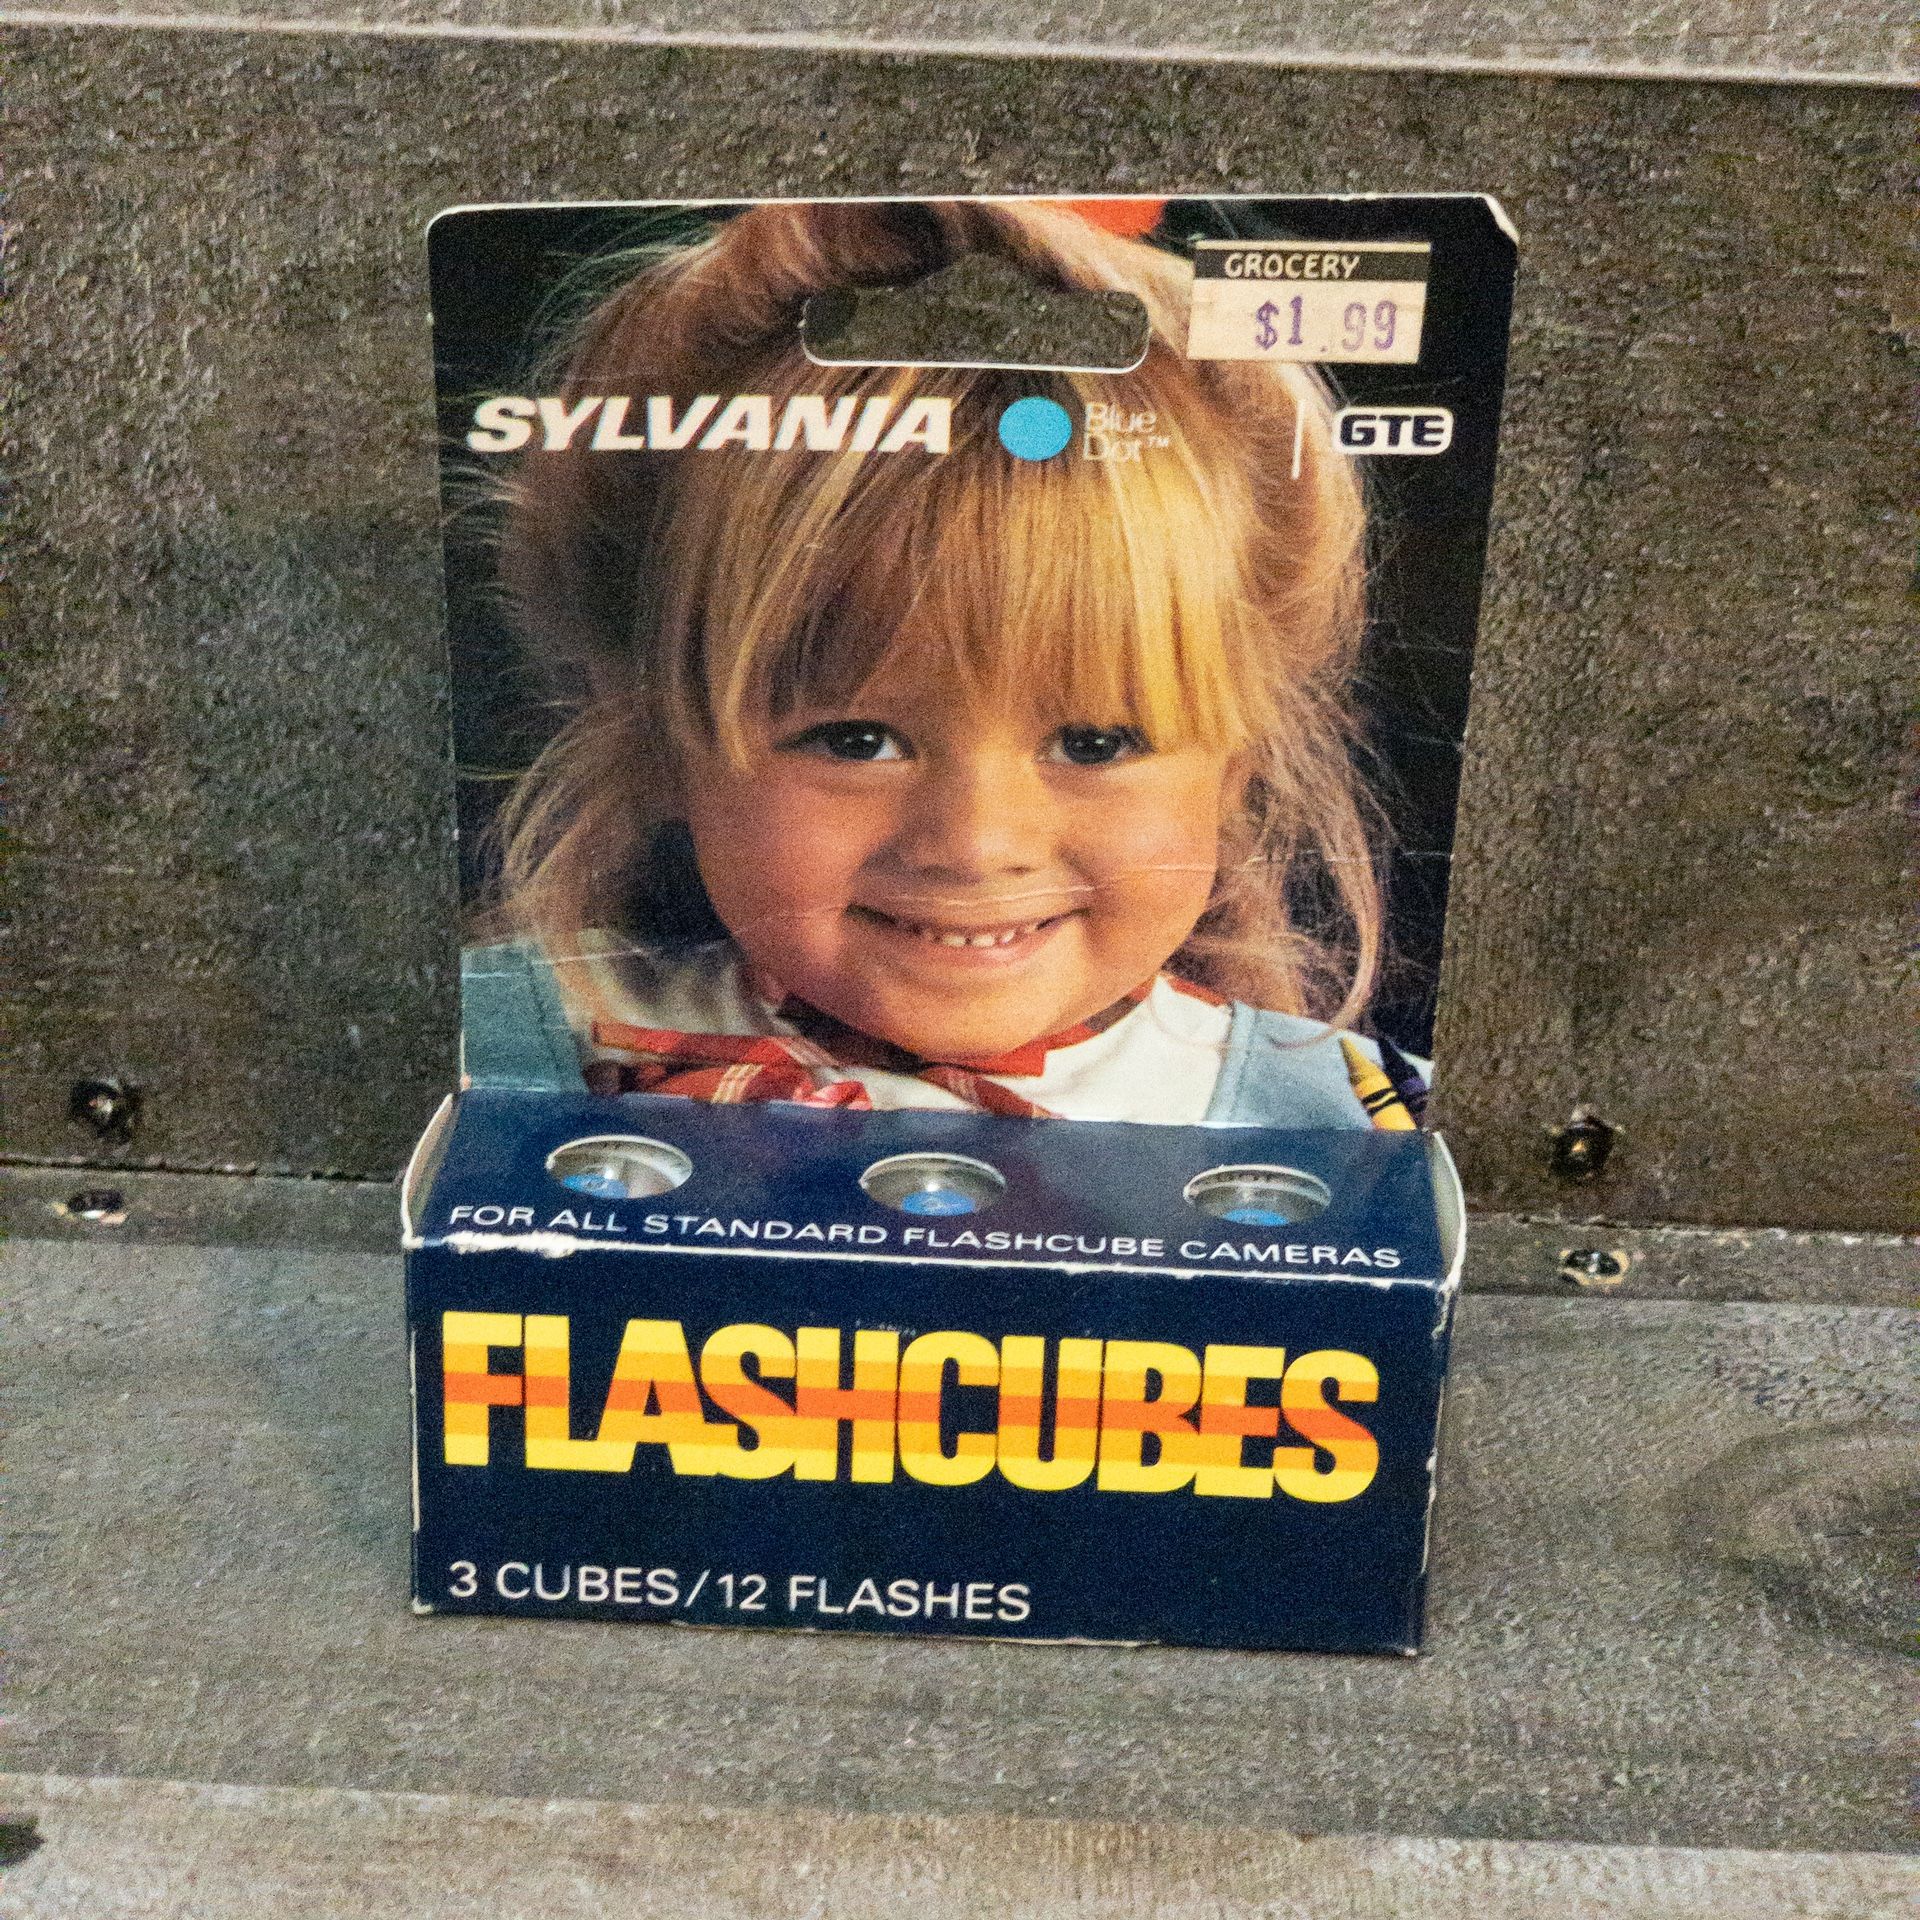 GROCERY
$1.99
SYLVANIA Blue Dot™ GTE
FOR ALL STANDARD FLASHCUBE CAMERAS
FLASHCUBES
3 CUBES/12 FLASHES